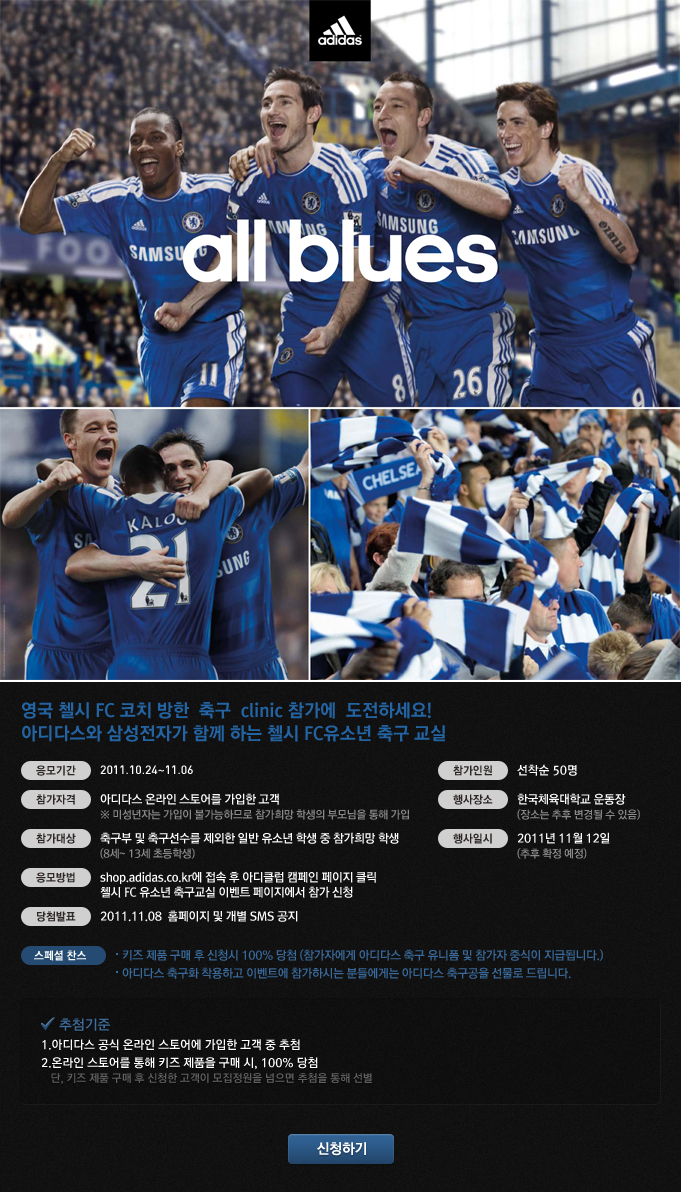 adidas
all blues
FOO
SAMSUNG
SAMSUNG
SAMSUNG
SAMSUNG
11
8
26
9
CHELSEA
KALOU
21
SA
SUNG
영국 첼시 FC 코치 방한 축구 clinic 참가에 도전하세요!
아디다스와 삼성전자가 함께 하는 첼시 FC유소년 축구 교실
응모기간 2011.10.24~11.06
참가인원 선착순 50명
참가자격 아디다스 온라인 스토어를 가입한 고객
※ 미성년자는 가입이 불가능하므로 참가희망 학생의 부모님을 통해 가입
행사장소 한국체육대학교 운동장
(장소는 추후 변경될 수 있음)
참가대상 축구부 및 축구선수를 제외한 일반 유소년 학생 중 참가희망 학생
(8세~ 13세 초등학생)
행사일시 2011년 11월 12일
(추후 확정 예정)
응모방법 shop.adidas.co.kr에 접속 후 아디클럽 캠페인 페이지 클릭
첼시 FC 유소년 축구교실 이벤트 페이지에서 참가 신청
당첨발표 2011.11.08 홈페이지 및 개별 SMS 공지
스페셜 찬스 · 키즈 제품 구매 후 신청시 100% 당첨 (참가자에게 아디다스 축구 유니폼 및 참가자 중식이 지급됩니다.)
· 아디다스 축구화 착용하고 이벤트에 참가하시는 분들에게는 아디다스 축구공을 선물로 드립니다.
추첨기준
1.아디다스 공식 온라인 스토어에 가입한 고객 중 추첨
2.온라인 스토어를 통해 키즈 제품을 구매 시, 100% 당첨
단, 키즈 제품 구매 후 신청한 고객이 모집정원을 넘으면 추첨을 통해 선별
신청하기